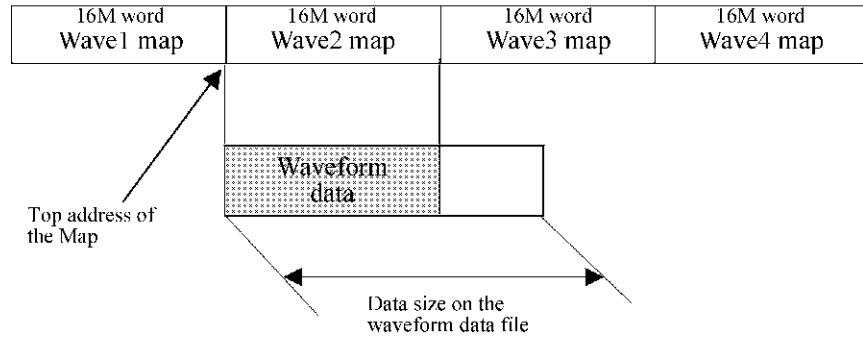 16M word 16M word 16M word 16M word
Wave1 map Wave2 map Wave3 map Wave4 map
Waveform
data
Top address of
the Map
Data size on the
waveform data file